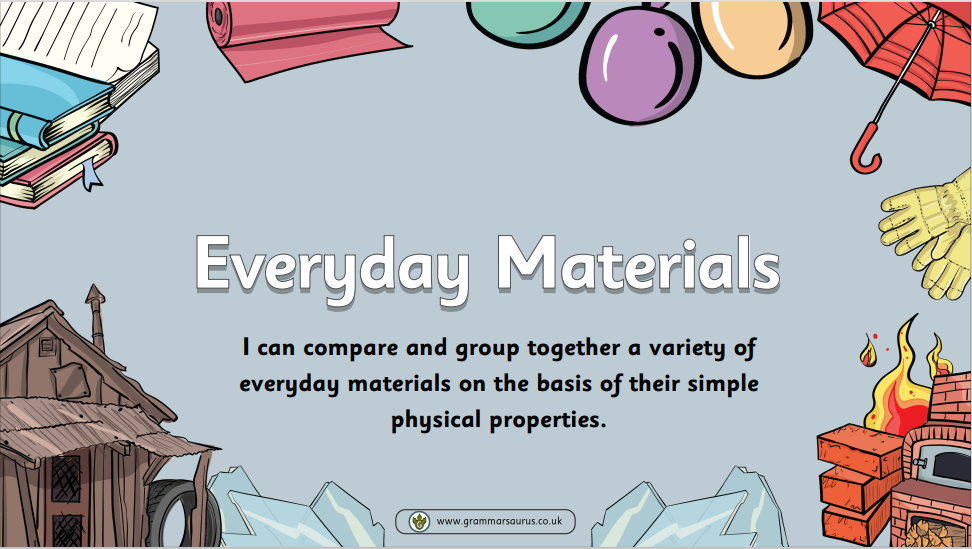 Everyday Materials
I can compare and group together a variety of
everyday materials on the basis of their simple
physical properties.
www.grammarsaurus.co.uk